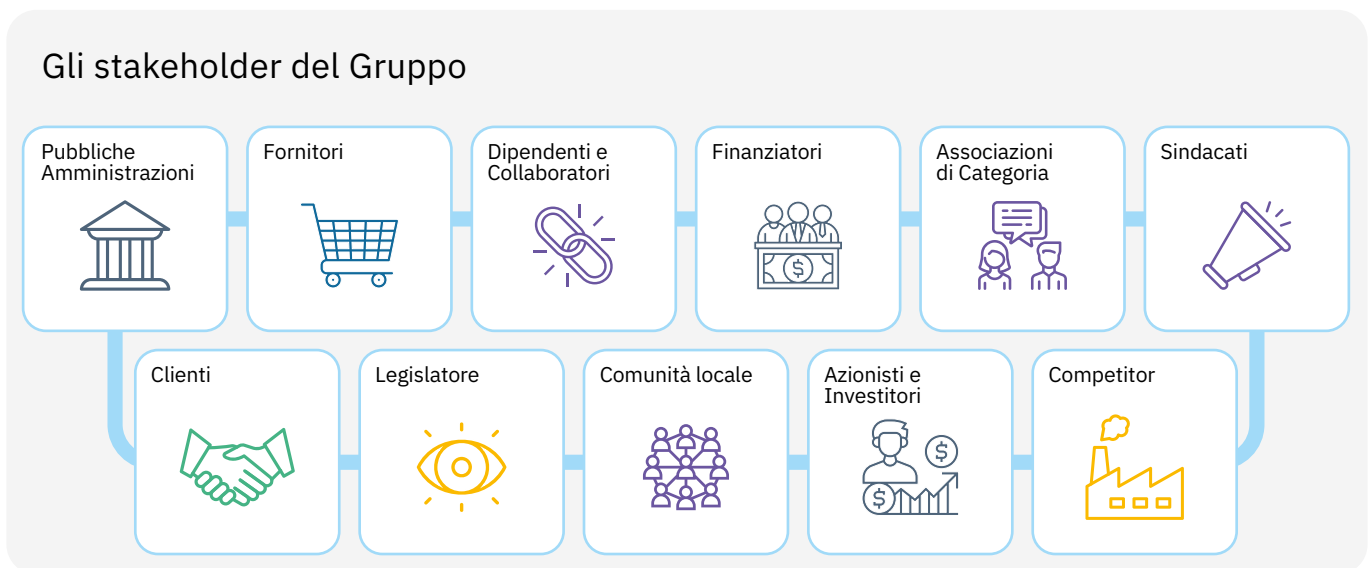 Gli stakeholder del Gruppo
Pubbliche
Amministrazioni
Fornitori
Dipendenti e
Collaboratori
Finanziatori
Associazioni
di Categoria
Sindacati
$
Clienti
Legislatore
Comunità locale
Azionisti e
Investitori
Competitor
$
$